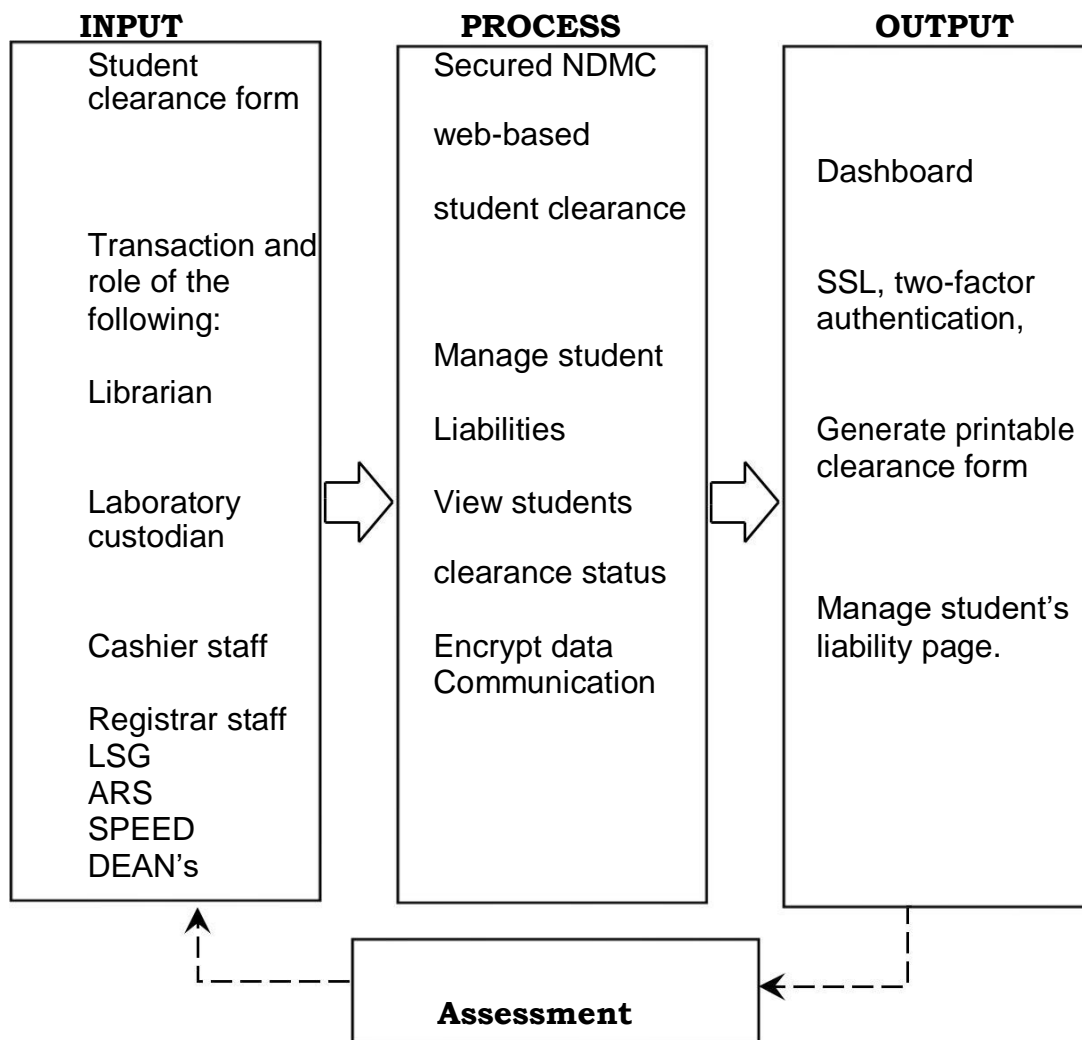 INPUT
Student
clearance form
Transaction and
role of the
following:
Librarian
Laboratory
custodian
Cashier staff
Registrar staff
LSG
ARS
SPEED
DEAN's
PROCESS
Secured NDMC
web-based
student clearance
Manage student
Liabilities
View students
clearance status
Encrypt data
Communication
OUTPUT
Dashboard
SSL, two-factor
authentication,
Generate printable
clearance form
Manage student’s
liability page.
Assessment